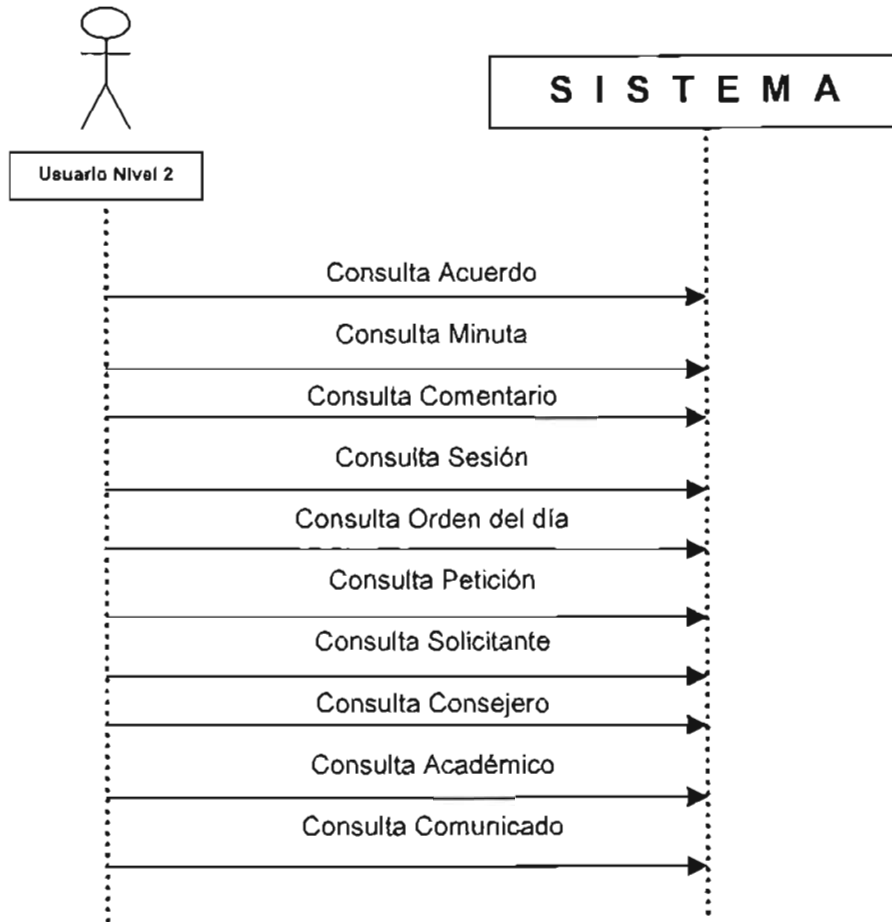 S I S T E M A
Usuario Nivel 2
Consulta Acuerdo
Consulta Minuta
Consulta Comentario
Consulta Sesión
Consulta Orden del día
Consulta Petición
Consulta Solicitante
Consulta Consejero
Consulta Académico
Consulta Comunicado